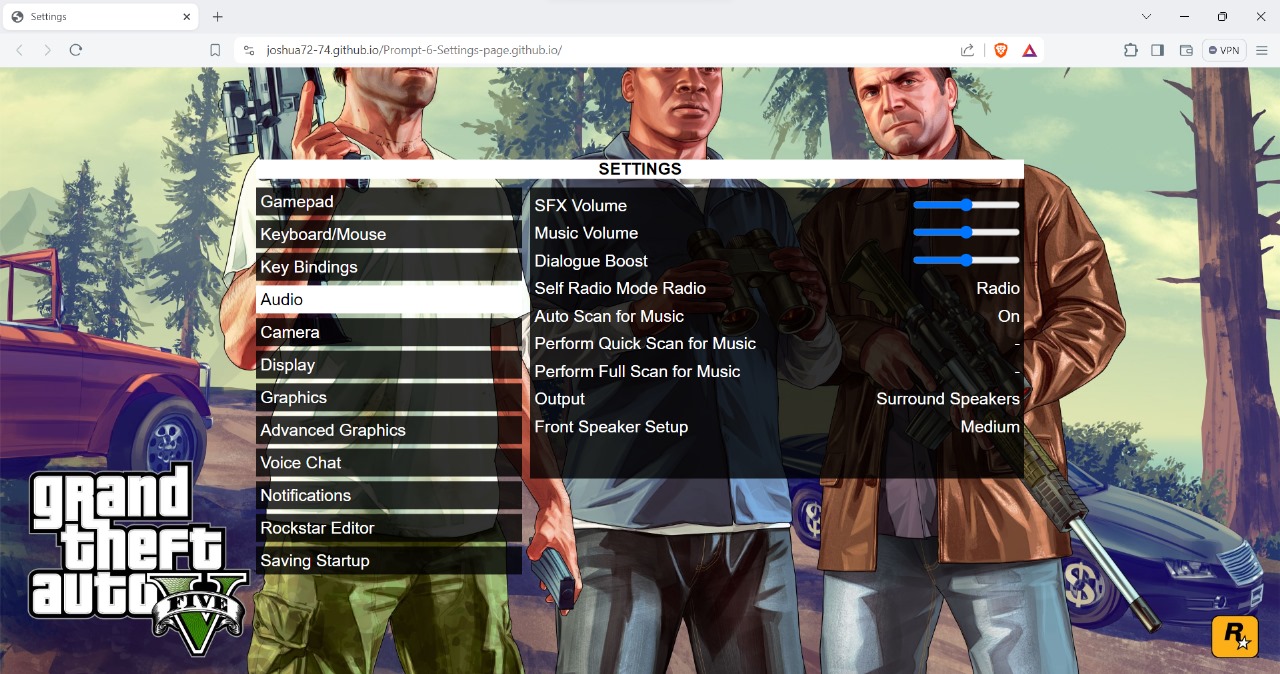 Settings
joshua72-74.github.io/Prompt-6-Settings-page.github.io/
VPN
SETTINGS
Gamepad
Keyboard/Mouse
Key Bindings
Audio
Camera
Display
Graphics
Advanced Graphics
Voice Chat
Notifications
Rockstar Editor
Saving Startup
SFX Volume
Music Volume
Dialogue Boost
Self Radio Mode Radio Radio
Auto Scan for Music On
Perform Quick Scan for Music -
Perform Full Scan for Music -
Output Surround Speakers
Front Speaker Setup Medium
grand
theft
auto
FIVE
V
R